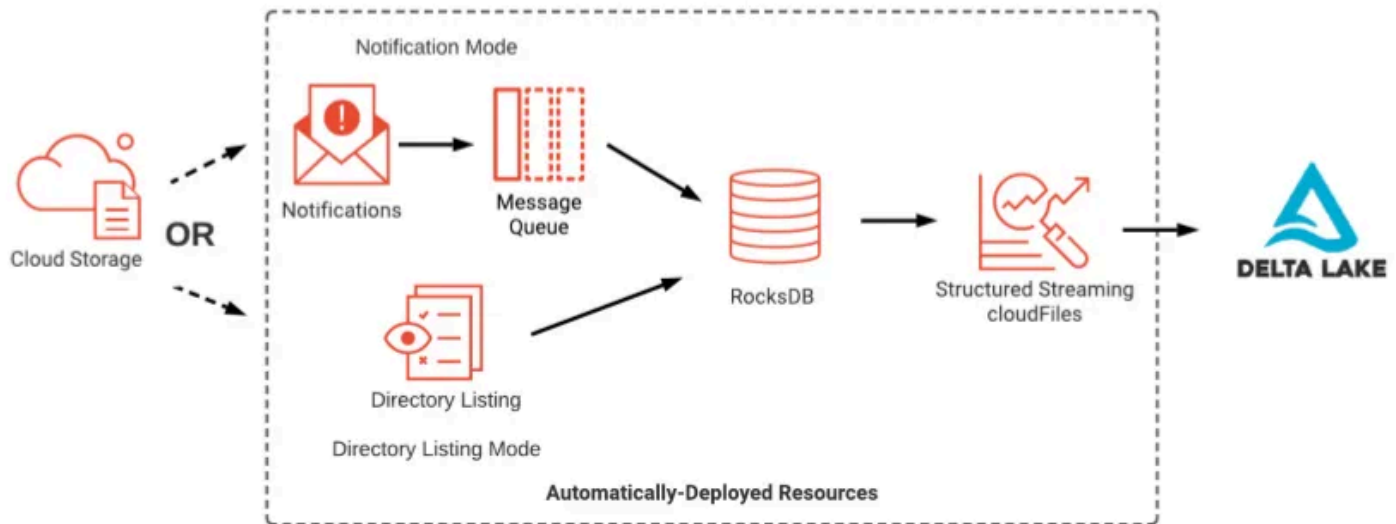 Notification Mode
Notifications
Message
Queue
Cloud Storage
OR
RocksDB
Structured Streaming
cloudFiles
DELTA LAKE
Directory Listing
Directory Listing Mode
Automatically-Deployed Resources